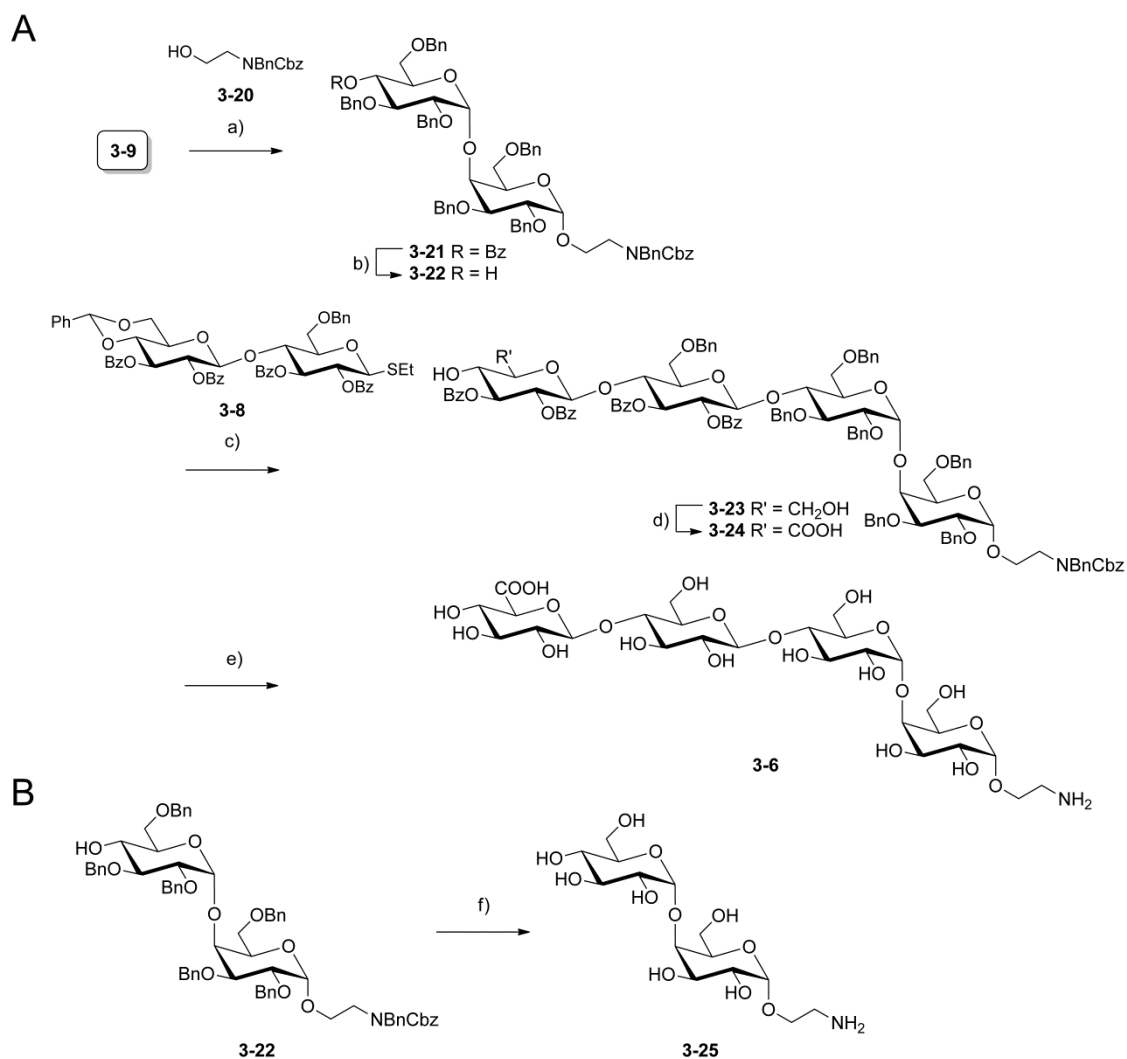 A
HO NBnCbz
3-20
a)
3-9
OBn
RO O
BnO BnO
O
OBn
O
BnO BnO
O NBnCbz
3-21 R = Bz
b) 3-22 R = H
Ph O O
O
BzO OBz
O
OBn
O
BzO OBz SEt
3-8
c)
R'
HO O
BzO OBz
O
OBn
O
BzO OBz
O
OBn
O
BnO BnO
O
OBn
O
BnO BnO
O NBnCbz
3-23 R' = CH2OH
d) 3-24 R' = COOH
e)
COOH
HO O
HO OH
O
OH
O
HO OH
O
OH
O
HO HO
O
OH
O
HO HO
O NH2
3-6
B
OBn
HO O
BnO BnO
O
OBn
O
BnO BnO
O NBnCbz
3-22
f)
OH
HO O
HO HO
O
OH
O
HO HO
O NH2
3-25